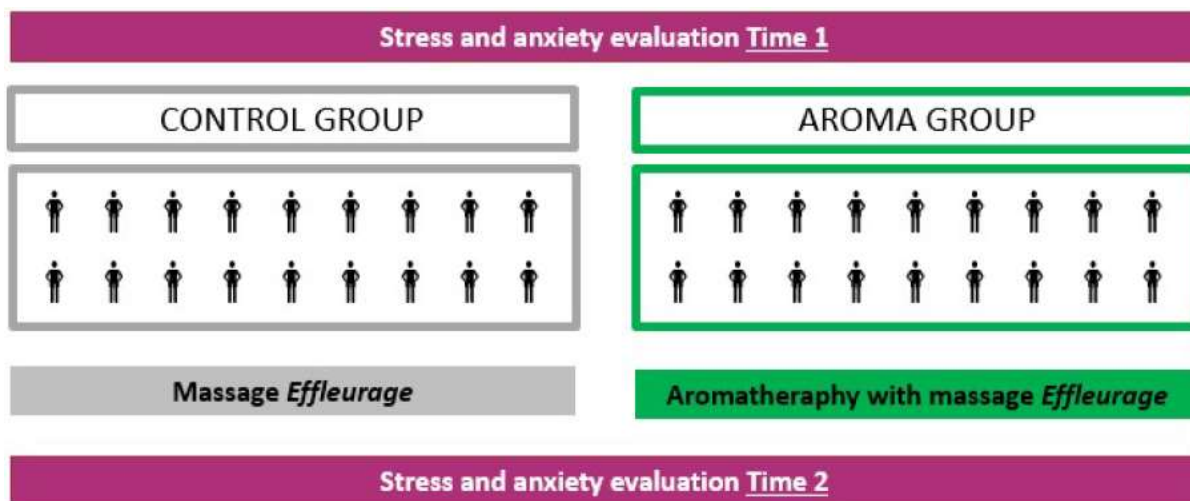 Stress and anxiety evaluation Time 1
CONTROL GROUP
AROMA GROUP
Massage Effleurage
Aromatheraphy with massage Effleurage
Stress and anxiety evaluation Time 2